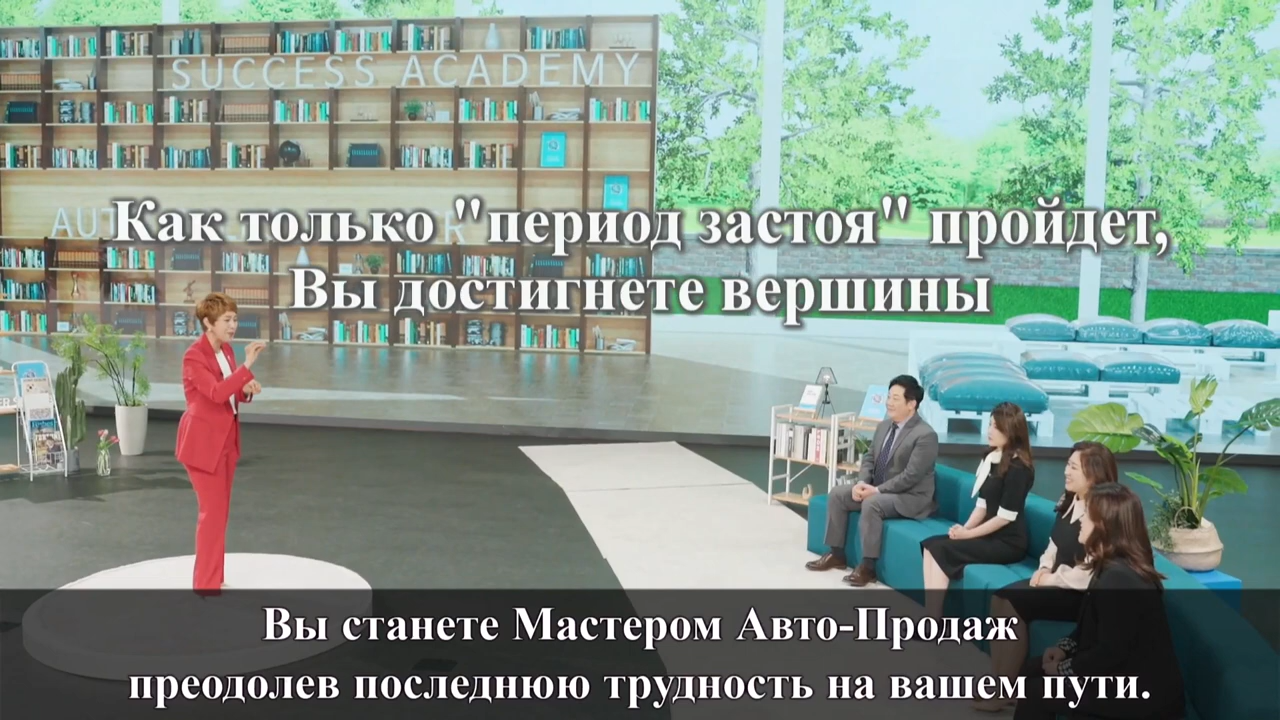 SUCCESS ACADEMY
Как только "период застоя" пройдет,
Вы достигнете вершины
Вы станете Мастером Авто-Продаж
преодолев последнюю трудность на вашем пути.